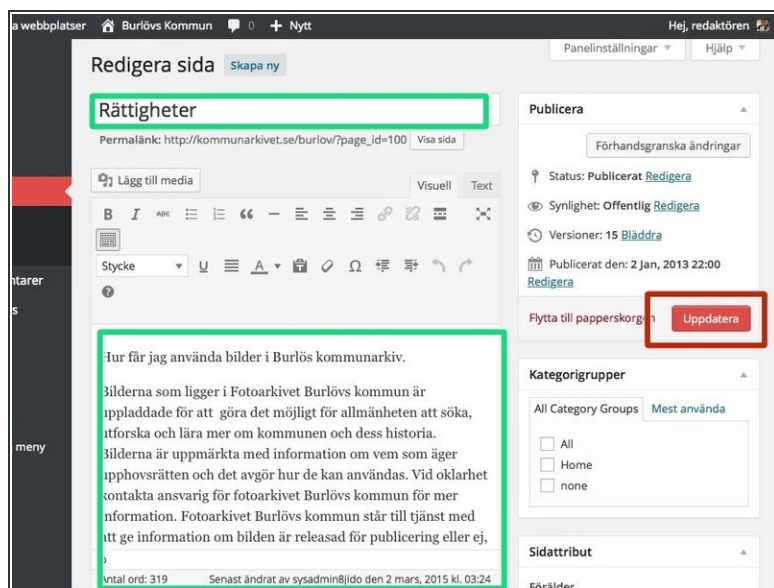 a webbplatser Burlövs Kommun 0 + Nytt Hej, redaktören
Panelinställningar Hjälp
Redigera sida Skapa ny
Rättigheter
Permalänk: http://kommunarkivet.se/burlov/?page_id=100 Visa sida
Lägg till media
Visuell Text
B I ABC
Stycke U A Ω
?
Hur får jag använda bilder i Burlös kommunarkiv.
Bilderna som ligger i Fotoarkivet Burlövs kommun är
uppladdade för att göra det möjligt för allmänheten att söka,
utforska och lära mer om kommunen och dess historia.
Bilderna är uppmärkta med information om vem som äger
upphovsrätten och det avgör hur de kan användas. Vid oklarhet
kontakta ansvarig för fotoarkivet Burlövs kommun för mer
information. Fotoarkivet Burlövs kommun står till tjänst med
att ge information om bilden är releasad för publicering eller ej,
p
Antal ord: 319 Senast ändrat av sysadmin8jido den 2 mars, 2015 kl. 03:24
Publicera
Förhandsgranska ändringar
Status: Publicerat Redigera
Synlighet: Offentlig Redigera
Versioner: 15 Bläddra
Publicerat den: 2 Jan, 2013 22:00
Redigera
Flytta till papperskorgen Uppdatera
Kategorigrupper
All Category Groups Mest använda
All
Home
none
Sidattribut
Förälder
ntarer
s
meny